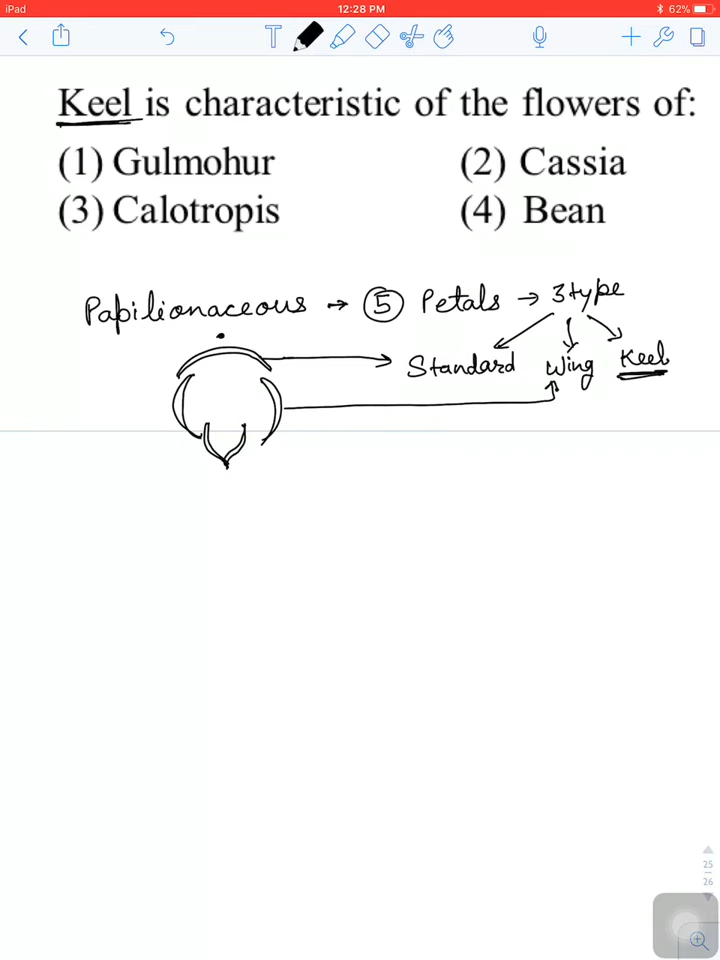 iPad 12:28 PM 62%
T
Keel is characteristic of the flowers of:
(1) Gulmohur (2) Cassia
(3) Calotropis (4) Bean
Papilionaceous → 5 Petals → 3 type
Standard Wing Keel
25
26